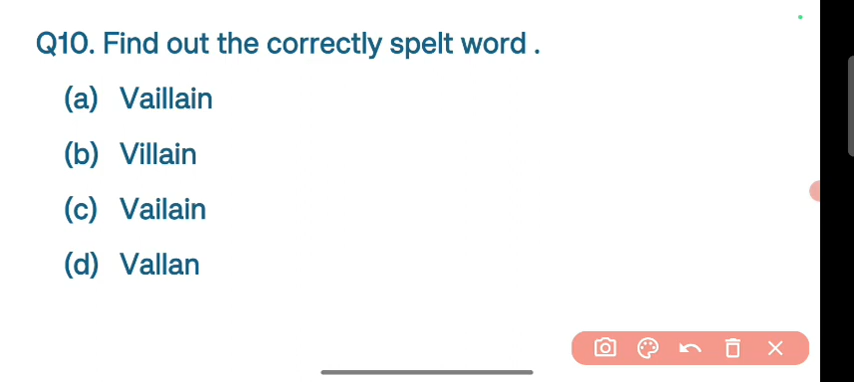 Q10. Find out the correctly spelt word .
(a) Vaillain
(b) Villain
(c) Vailain
(d) Vallan